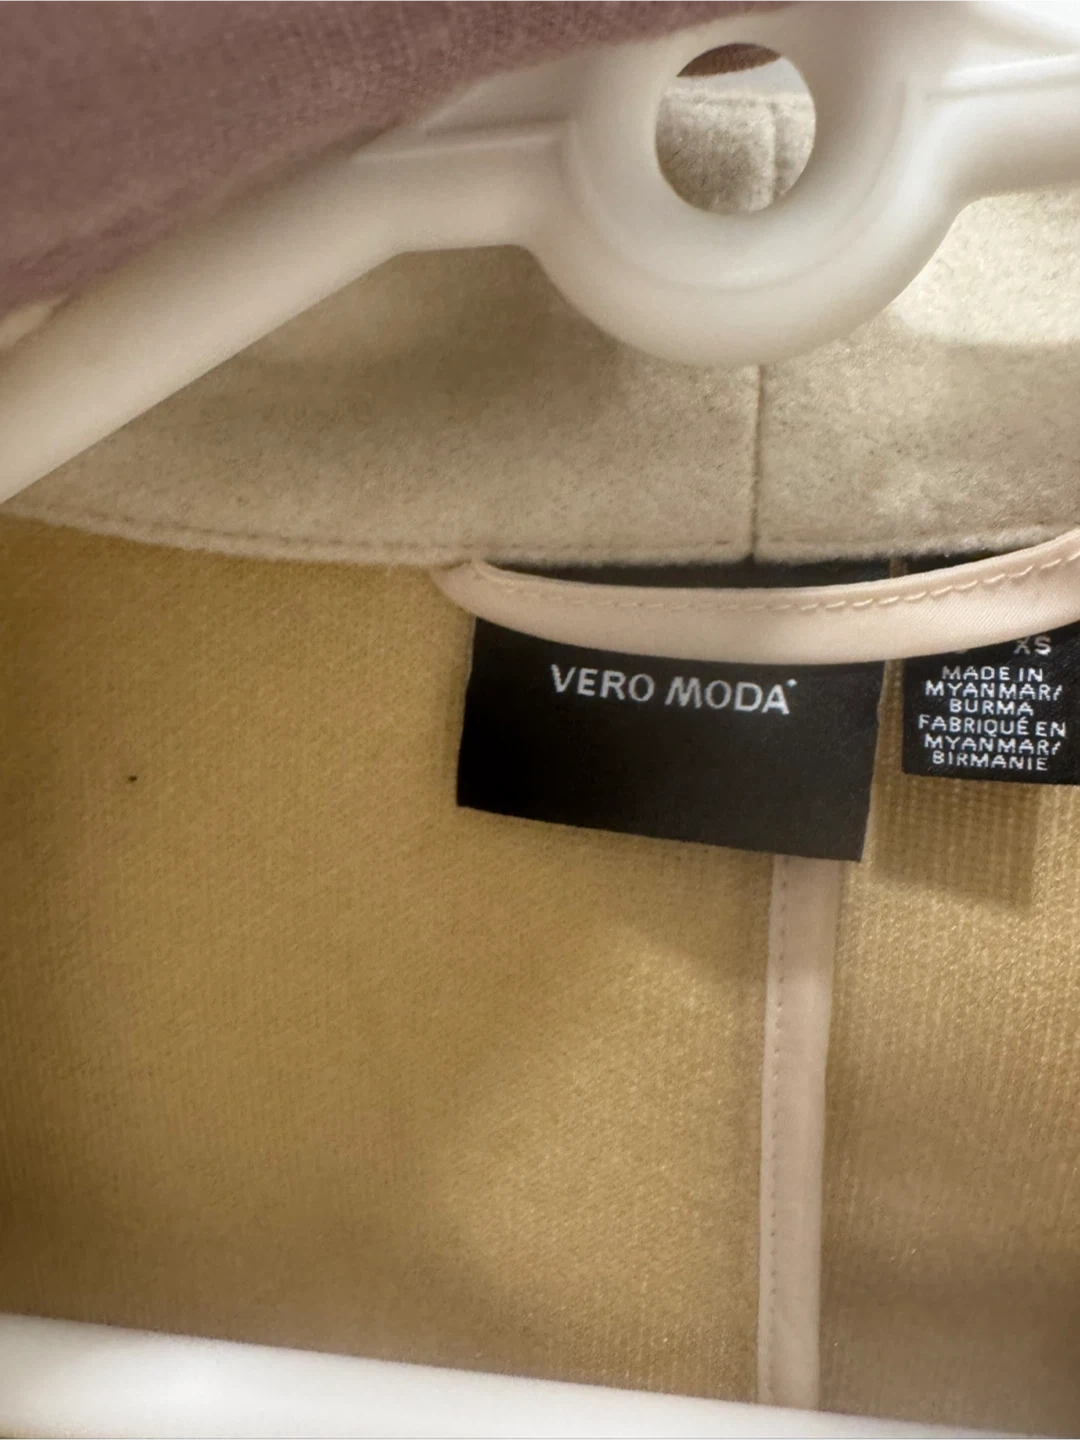 VERO MODA
XS
MADE IN
MYANMAR/
BURMA
FABRIQUÉ EN
MYANMAR/
BIRMANIE